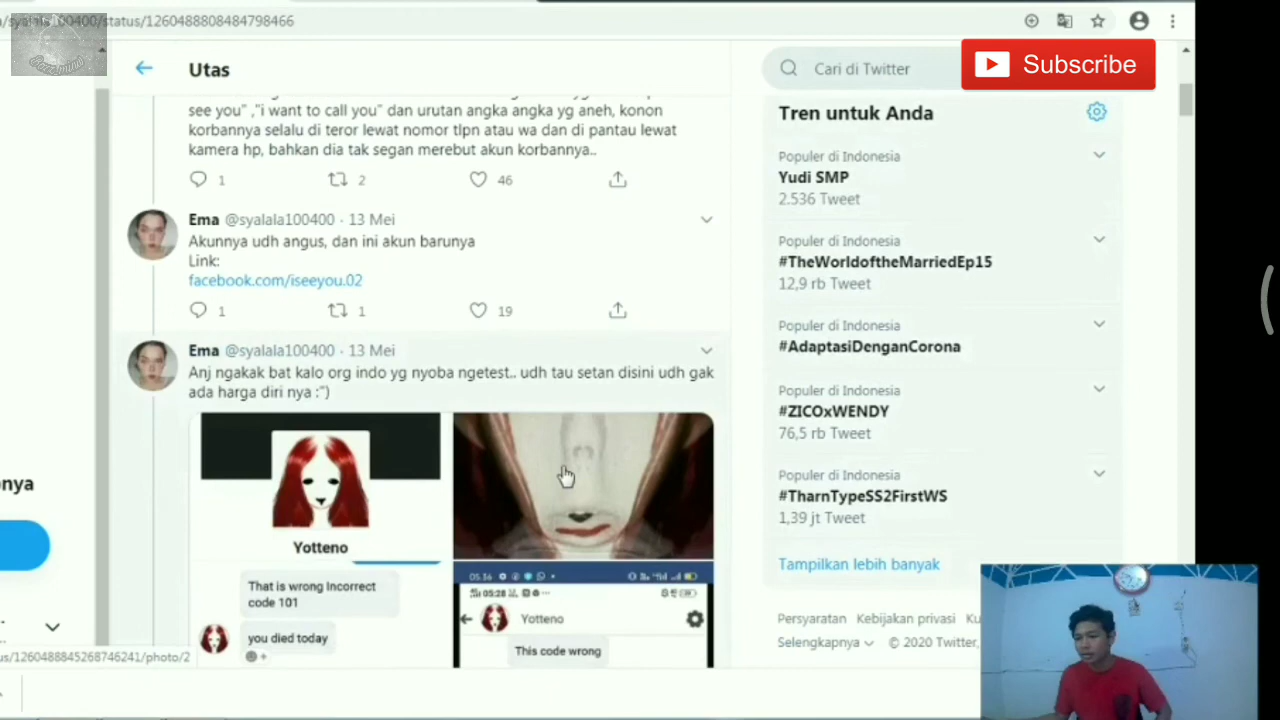 syalala100400/status/1260488808484798466
Utas
see you" ,"i want to call you" dan urutan angka angka yg aneh, konon
korbannya selalu di teror lewat nomor tlpn atau wa dan di pantau lewat
kamera hp, bahkan dia tak segan merebut akun korbannya..
1 2 46
Ema @syalala100400 · 13 Mei
Akunnya udh angus, dan ini akun barunya
Link:
facebook.com/iseeyou.02
1 1 19
Ema @syalala100400 · 13 Mei
Anj ngakak bat kalo org indo yg nyoba ngetest.. udh tau setan disini udh gak
ada harga diri nya :")
Yotteno
That is wrong Incorrect
code 101
you died today
05.16
05:28
Yotteno
This code wrong
nya
us/1260488845268746241/photo/2
Cari di Twitter
Subscribe
Tren untuk Anda
Populer di Indonesia
Yudi SMP
2.536 Tweet
Populer di Indonesia
#TheWorldoftheMarriedEp15
12,9 rb Tweet
Populer di Indonesia
#AdaptasiDenganCorona
Populer di Indonesia
#ZICOxWENDY
76,5 rb Tweet
Populer di Indonesia
#TharnTypeSS2FirstWS
1,39 jt Tweet
Tampilkan lebih banyak
Persyaratan Kebijakan privasi
Selengkapnya © 2020 Twitter,